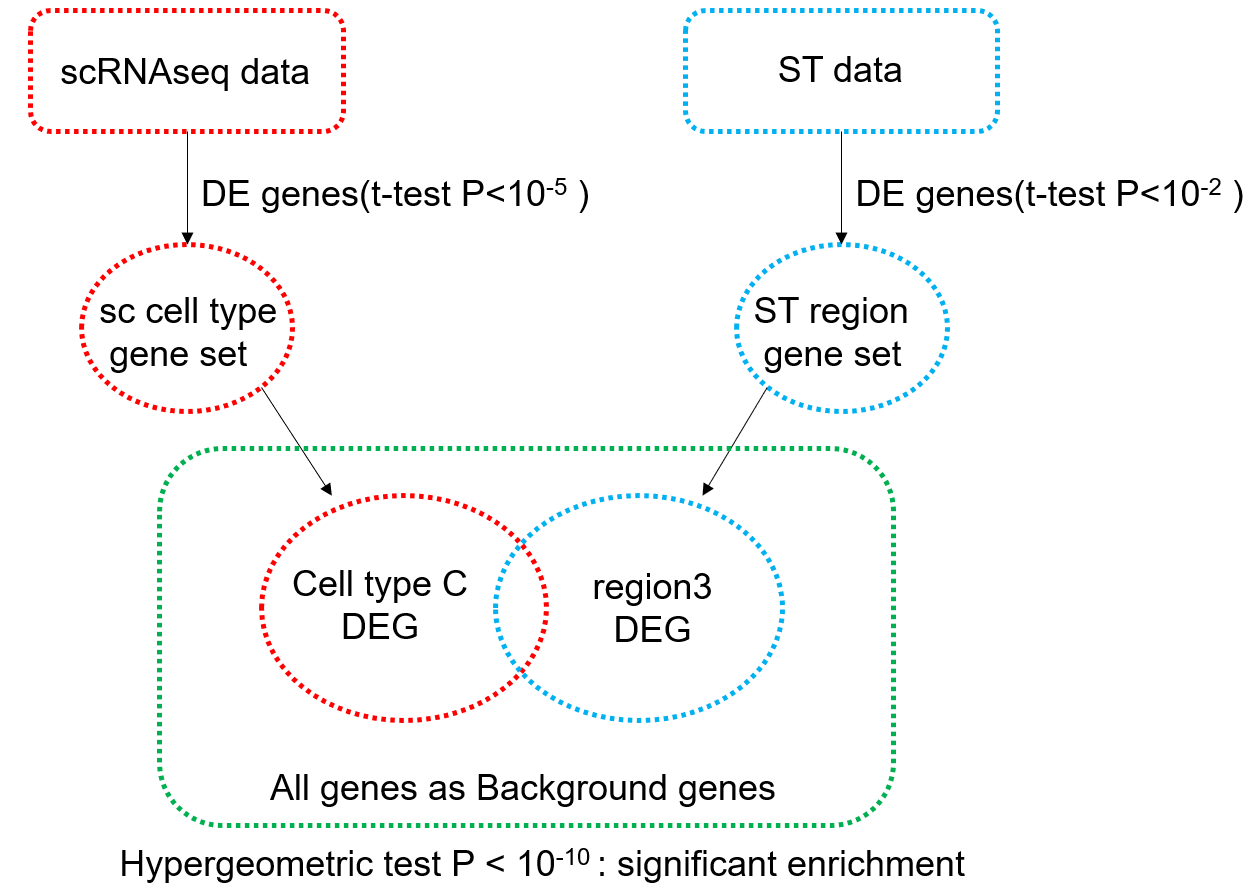 scRNAseq data
ST data
DE genes(t-test P<10⁻⁵ )
DE genes(t-test P<10⁻² )
sc cell type
gene set
ST region
gene set
Cell type C
DEG
region3
DEG
All genes as Background genes
Hypergeometric test P < 10⁻¹⁰ : significant enrichment